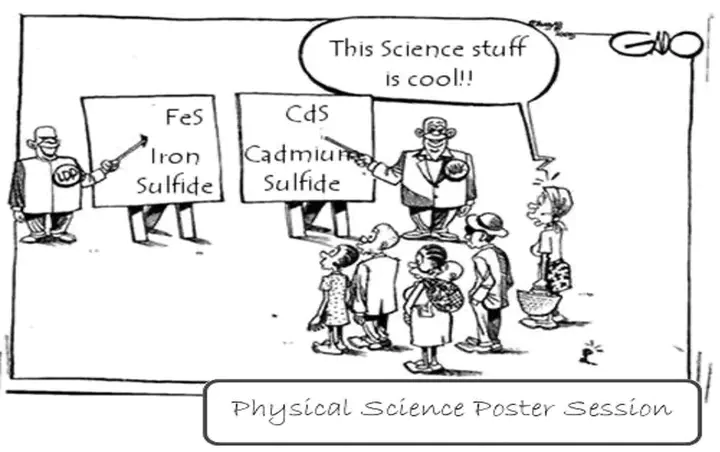 This Science stuff
is cool!!
GADO
FeS
Iron
Sulfide
CdS
Cadmium
Sulfide
LDP
Physical Science Poster Session